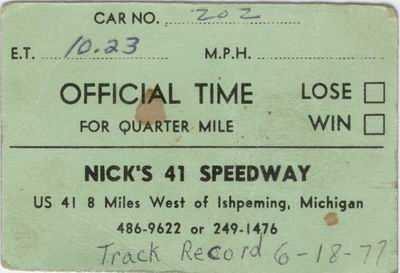 CAR NO. 202
E.T. 10.23 M.P.H.
OFFICIAL TIME LOSE
FOR QUARTER MILE WIN
NICK'S 41 SPEEDWAY
US 41 8 Miles West of Ishpeming, Michigan
486-9622 or 249-1476
Track Record 6-18-77